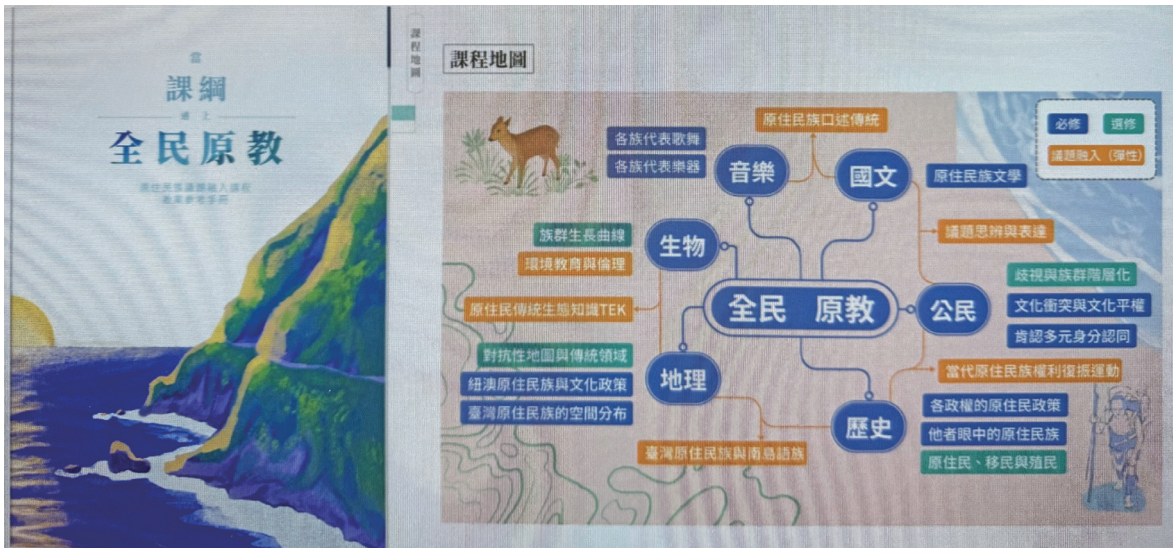 當
課綱
遇上
全民原教
原住民族議題融入課程
教案參考手冊
課程地圖
課程地圖
必修
選修
議題融入（彈性）
原住民族口述傳統
各族代表歌舞
各族代表樂器
音樂
國文
原住民族文學
議題思辨與表達
族群生長曲線
環境教育與倫理
生物
原住民傳統生態知識TEK
全民 原教
公民
歧視與族群階層化
文化衝突與文化平權
肯認多元身分認同
對抗性地圖與傳統領域
紐澳原住民族與文化政策
臺灣原住民族的空間分布
地理
當代原住民族權利復振運動
歷史
各政權的原住民政策
他者眼中的原住民族
原住民、移民與殖民
臺灣原住民族與南島語族